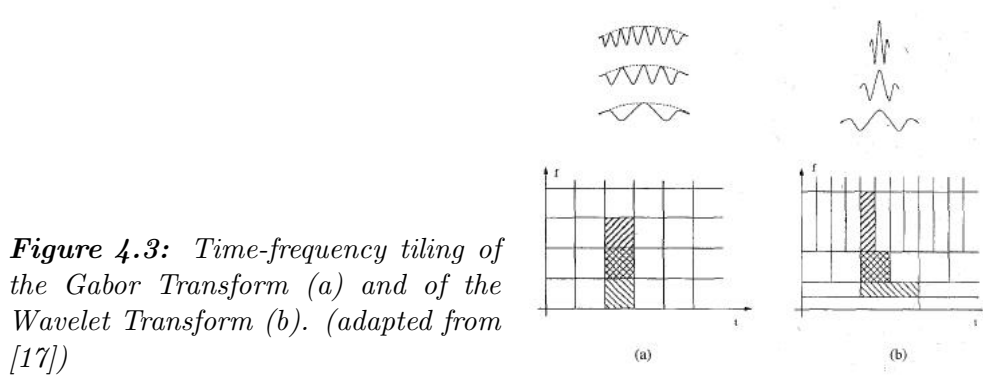 Figure 4.3: Time-frequency tiling of
the Gabor Transform (a) and of the
Wavelet Transform (b). (adapted from
[17])
f
t
(a)
f
t
(b)